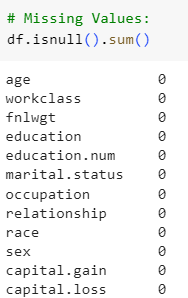 # Missing Values:
df.isnull().sum()
age 0
workclass 0
fnlwgt 0
education 0
education.num 0
marital.status 0
occupation 0
relationship 0
race 0
sex 0
capital.gain 0
capital.loss 0